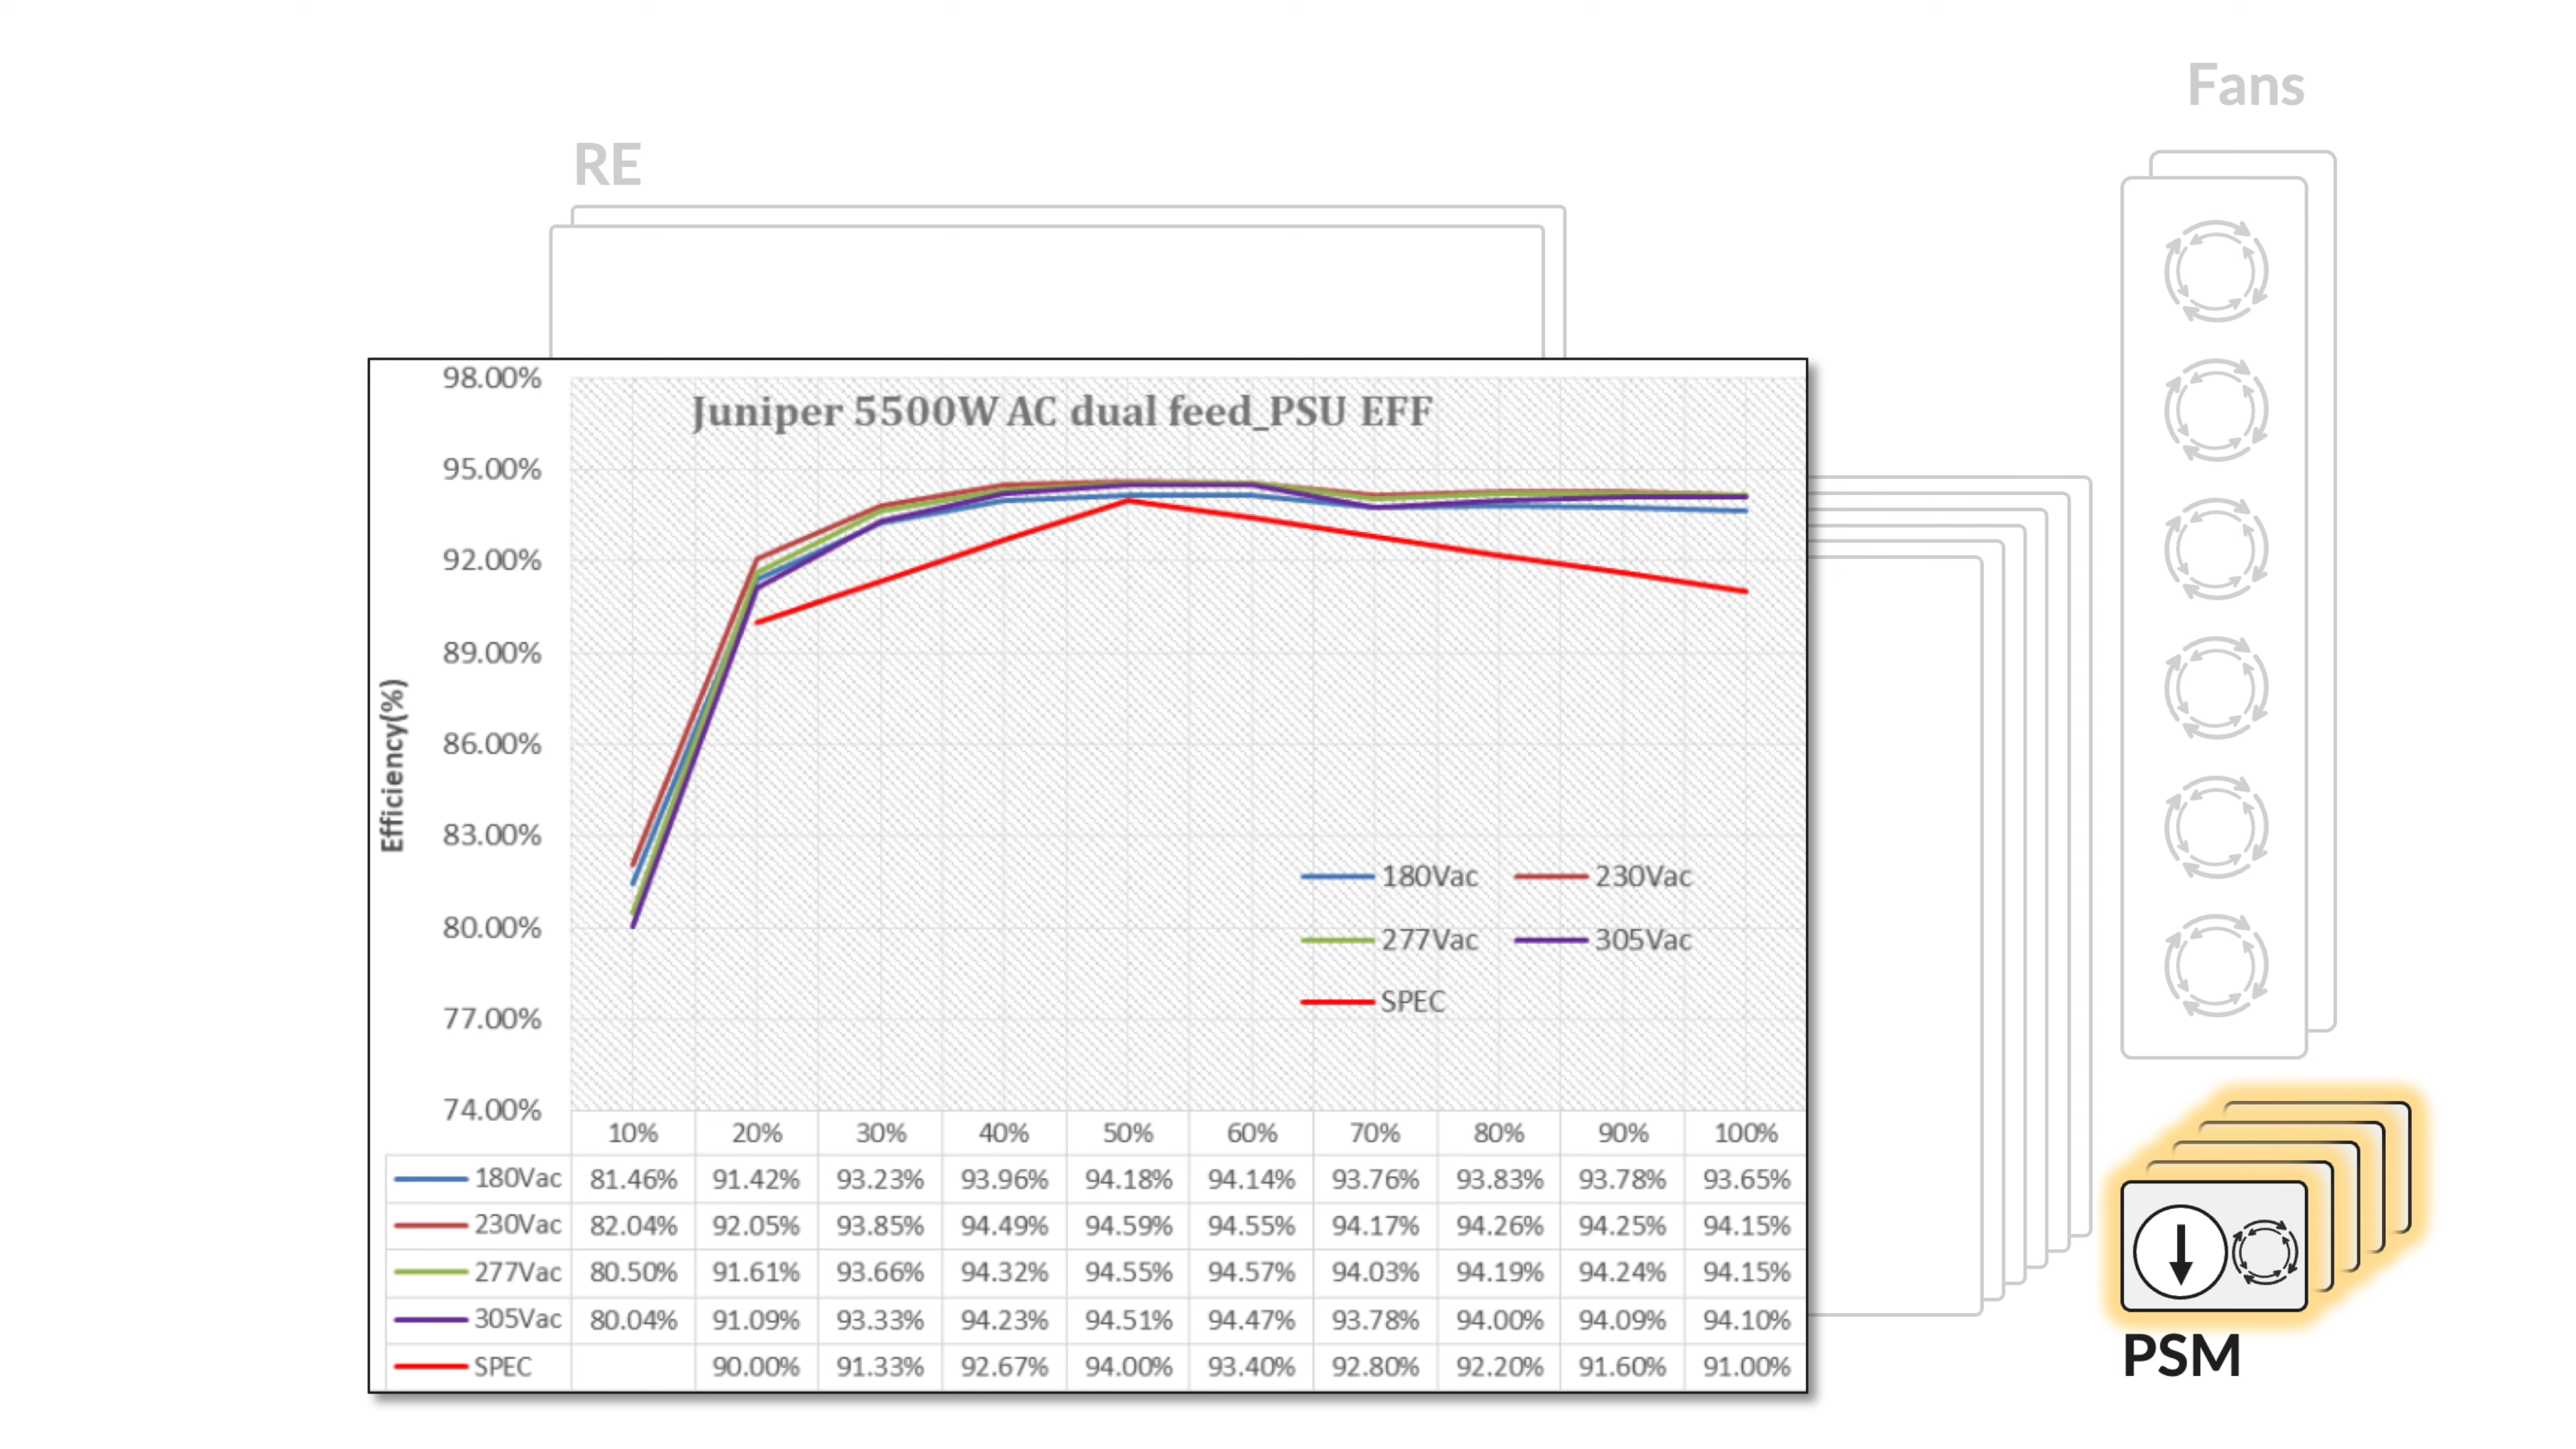 Fans
RE
98.00%
Juniper 5500W AC dual feed_PSU EFF
95.00%
92.00%
89.00%
86.00%
83.00%
80.00%
77.00%
74.00%
Efficiency(%)
180Vac 230Vac
277Vac 305Vac
SPEC
10% 20% 30% 40% 50% 60% 70% 80% 90% 100%
180Vac 81.46% 91.42% 93.23% 93.96% 94.18% 94.14% 93.76% 93.83% 93.78% 93.65%
230Vac 82.04% 92.05% 93.85% 94.49% 94.59% 94.55% 94.17% 94.26% 94.25% 94.15%
277Vac 80.50% 91.61% 93.66% 94.32% 94.55% 94.57% 94.03% 94.19% 94.24% 94.15%
305Vac 80.04% 91.09% 93.33% 94.23% 94.51% 94.47% 93.78% 94.00% 94.09% 94.10%
SPEC 90.00% 91.33% 92.67% 94.00% 93.40% 92.80% 92.20% 91.60% 91.00%
PSM